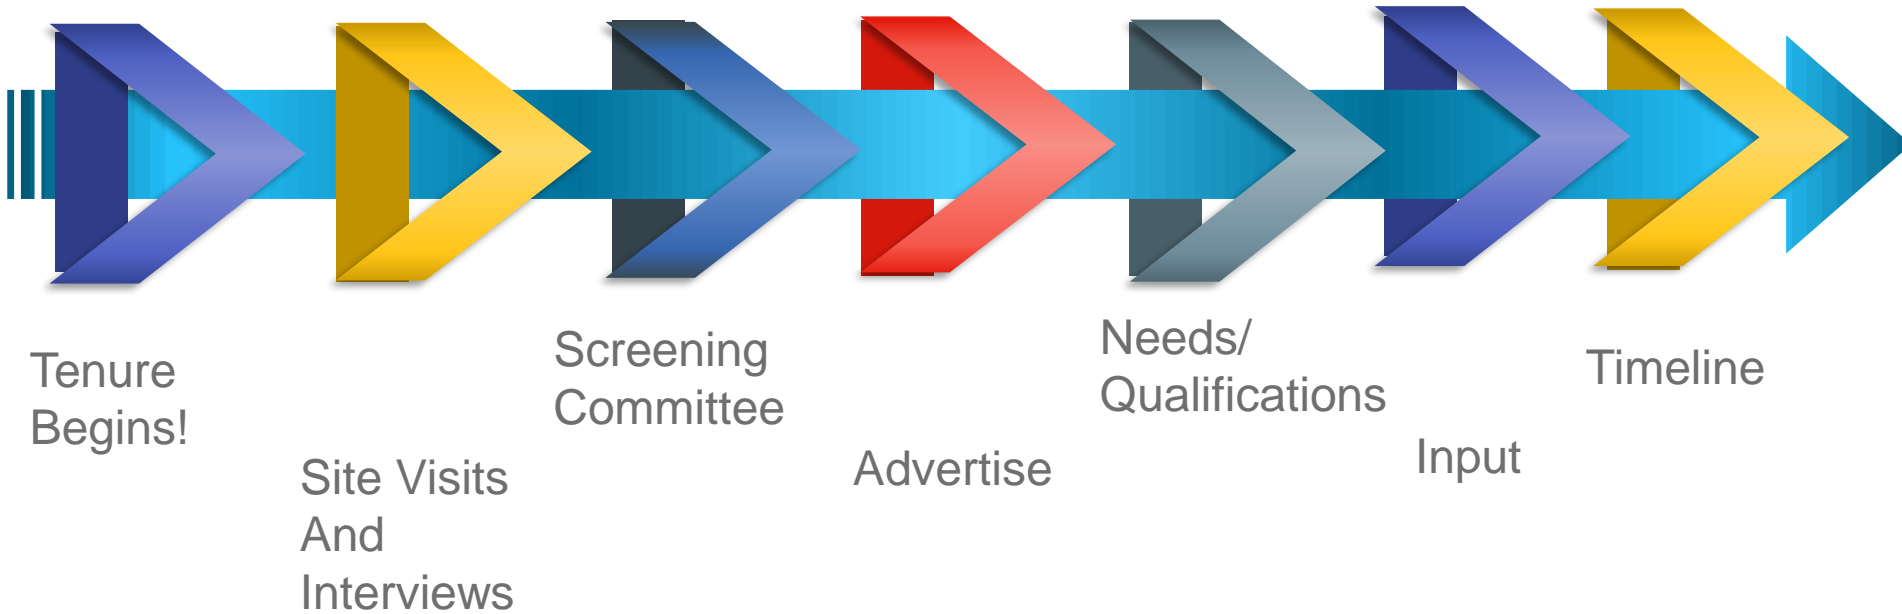 Tenure
Begins!
Site Visits
And
Interviews
Screening
Committee
Advertise
Needs/
Qualifications
Input
Timeline